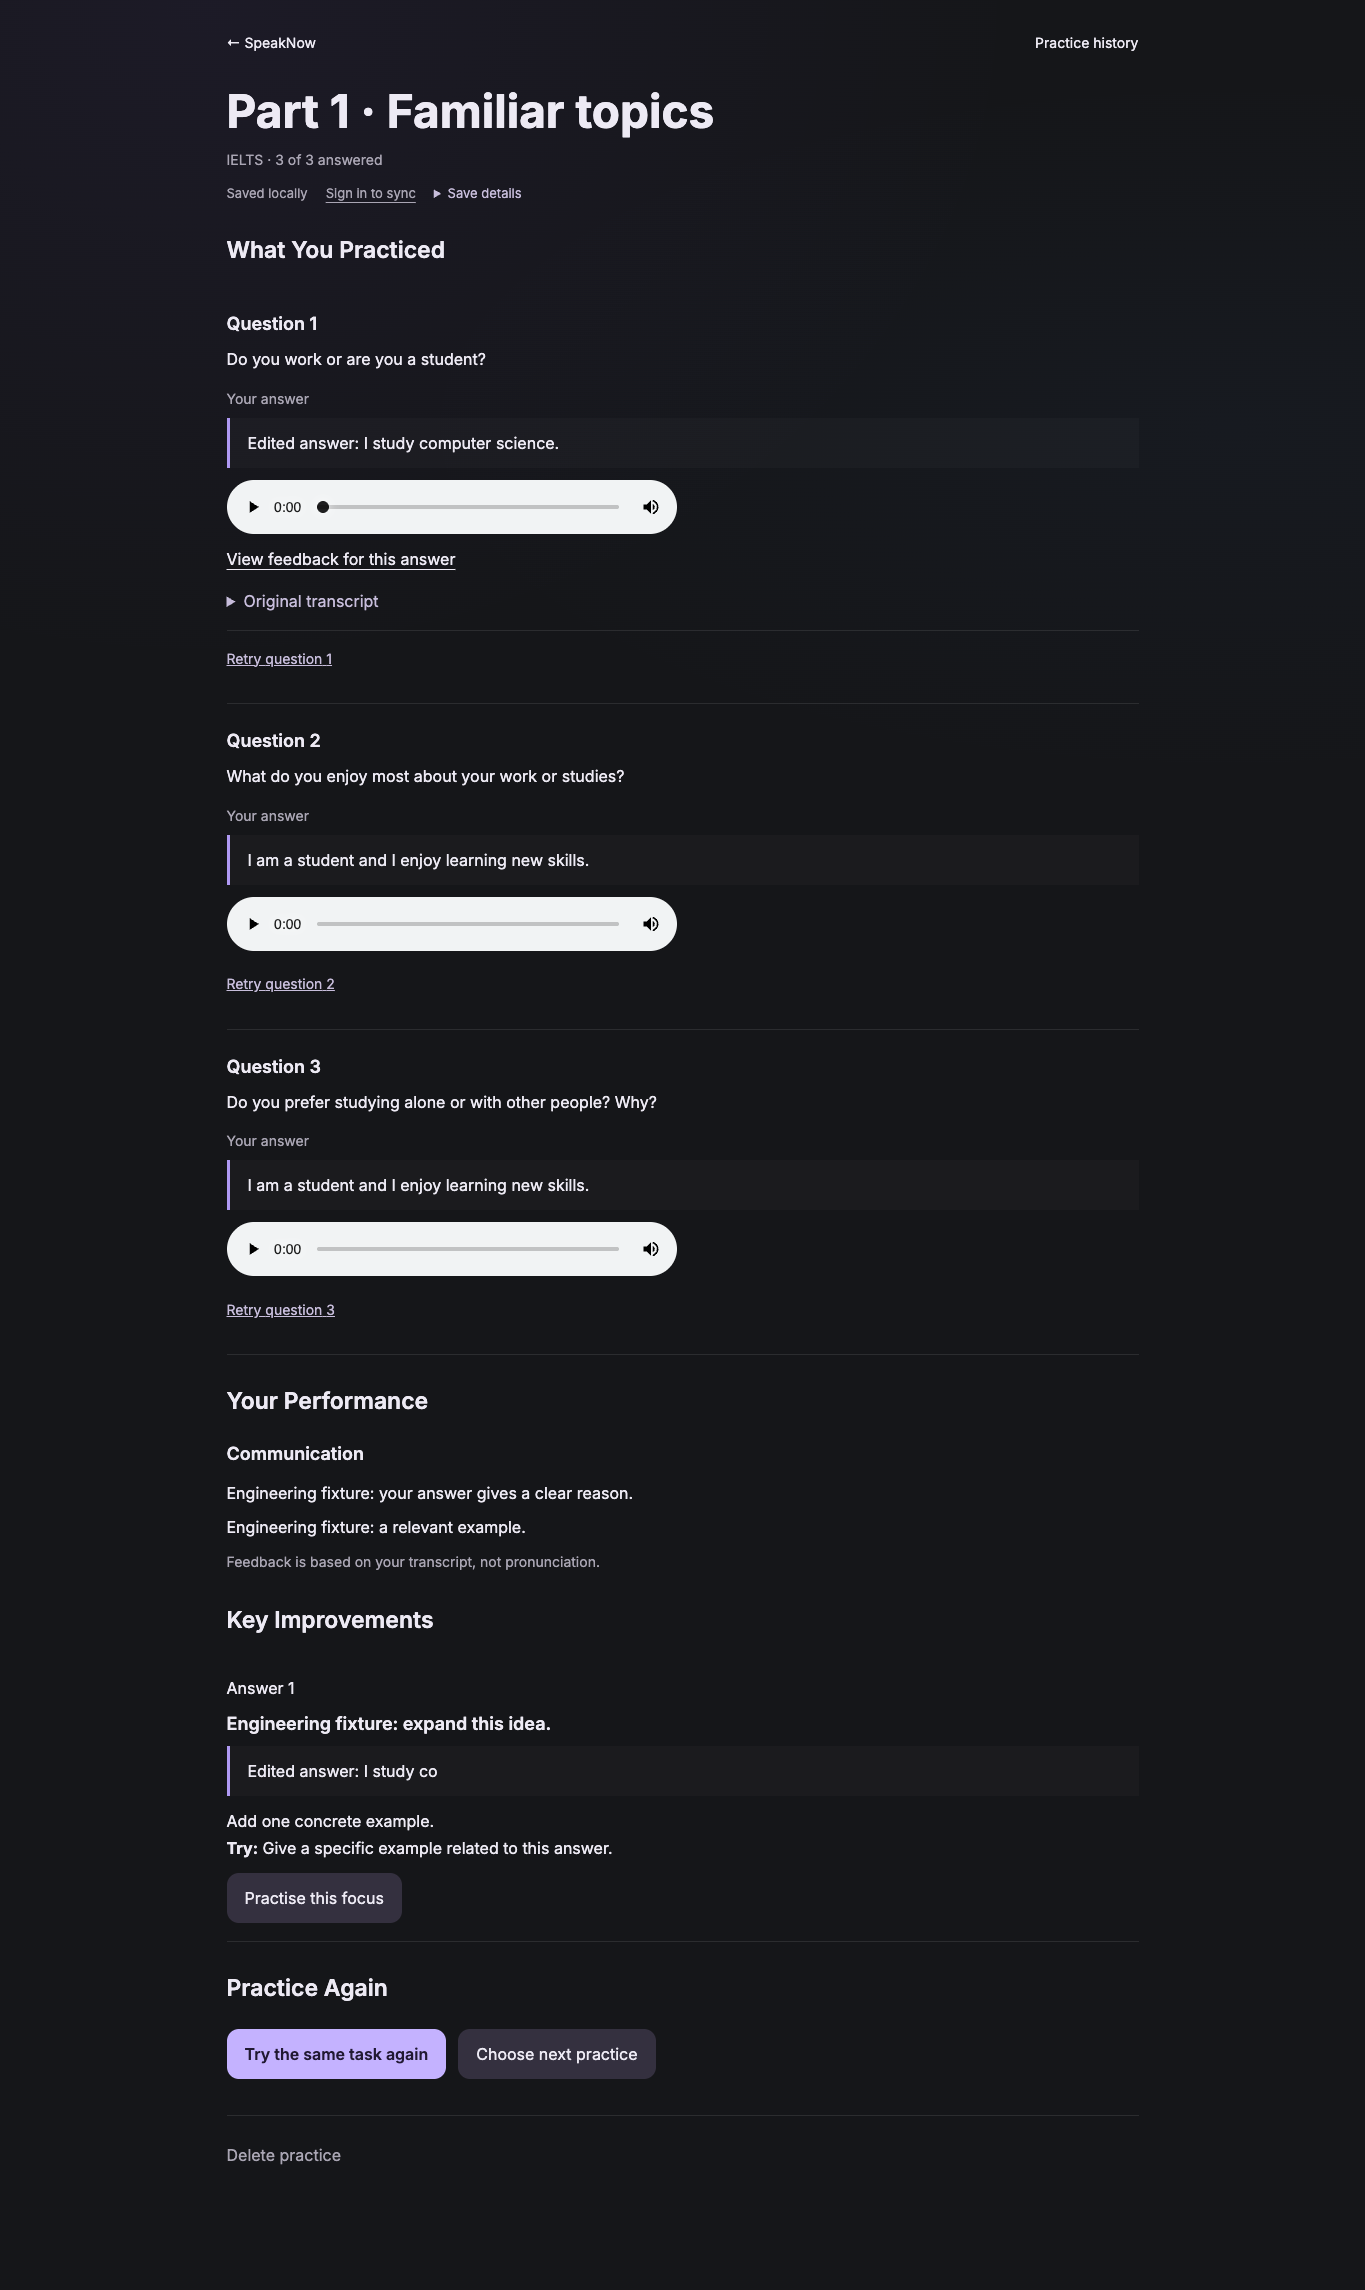 ← SpeakNow
Practice history
Part 1 · Familiar topics
IELTS · 3 of 3 answered
Saved locally Sign in to sync ▶ Save details
What You Practiced
Question 1
Do you work or are you a student?
Your answer
Edited answer: I study computer science.
0:00
View feedback for this answer
▶ Original transcript
Retry question 1
Question 2
What do you enjoy most about your work or studies?
Your answer
I am a student and I enjoy learning new skills.
0:00
Retry question 2
Question 3
Do you prefer studying alone or with other people? Why?
Your answer
I am a student and I enjoy learning new skills.
0:00
Retry question 3
Your Performance
Communication
Engineering fixture: your answer gives a clear reason.
Engineering fixture: a relevant example.
Feedback is based on your transcript, not pronunciation.
Key Improvements
Answer 1
Engineering fixture: expand this idea.
Edited answer: I study co
Add one concrete example.
Try: Give a specific example related to this answer.
Practise this focus
Practice Again
Try the same task again
Choose next practice
Delete practice